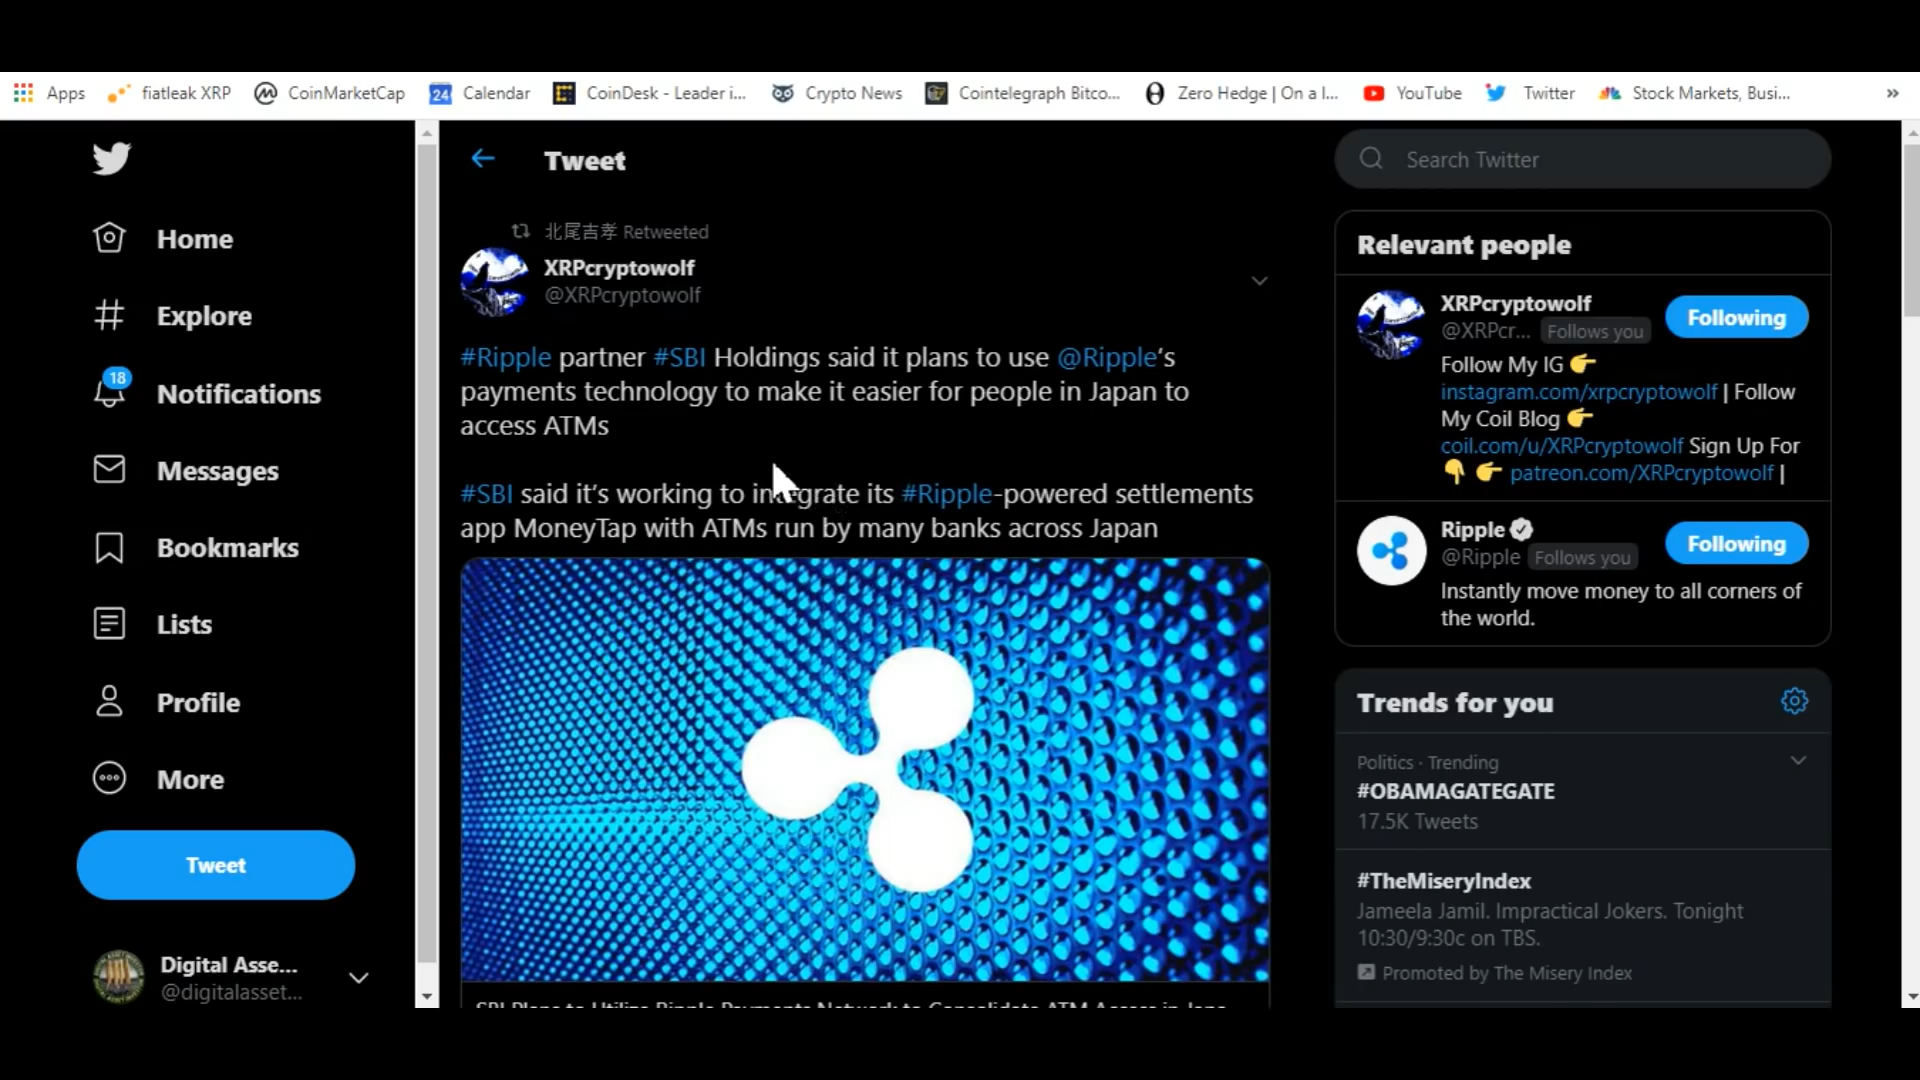 Apps fiatleak XRP CoinMarketCap 24 Calendar CoinDesk - Leader i... Crypto News Cointelegraph Bitco... Zero Hedge | On a l... YouTube Twitter Stock Markets, Busi... »
Home
Explore
18
Notifications
Messages
Bookmarks
Lists
Profile
More
Tweet
Digital Asse...
@digitalasset...
Tweet
北尾吉孝 Retweeted
XRPcryptowolf
@XRPcryptowolf
#Ripple partner #SBI Holdings said it plans to use @Ripple's
payments technology to make it easier for people in Japan to
access ATMs
#SBI said it's working to integrate its #Ripple-powered settlements
app MoneyTap with ATMs run by many banks across Japan
SBI Plans to Utilize Ripple Payments Network to Consolidate ATM Access in Japa
Search Twitter
Relevant people
XRPcryptowolf
@XRPcr... Follows you
Following
Follow My IG 👉
instagram.com/xrpcryptowolf | Follow
My Coil Blog 👉
coil.com/u/XRPcryptowolf Sign Up For
👇 👉 patreon.com/XRPcryptowolf |
Ripple
@Ripple Follows you
Following
Instantly move money to all corners of
the world.
Trends for you
Politics · Trending
#OBAMAGATEGATE
17.5K Tweets
#TheMiseryIndex
Jameela Jamil. Impractical Jokers. Tonight
10:30/9:30c on TBS.
Promoted by The Misery Index